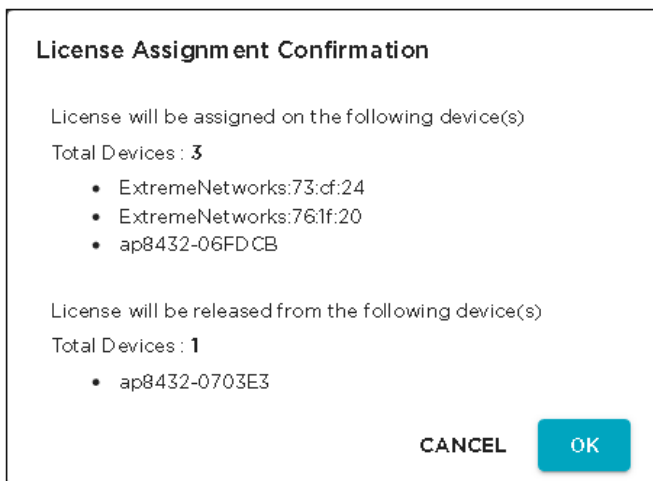 License Assignment Confirmation
License will be assigned on the following device(s)
Total Devices : 3
• ExtremeNetworks:73:cf:24
• ExtremeNetworks:76:1f:20
• ap8432-06FDCB
License will be released from the following device(s)
Total Devices : 1
• ap8432-0703E3
CANCEL OK